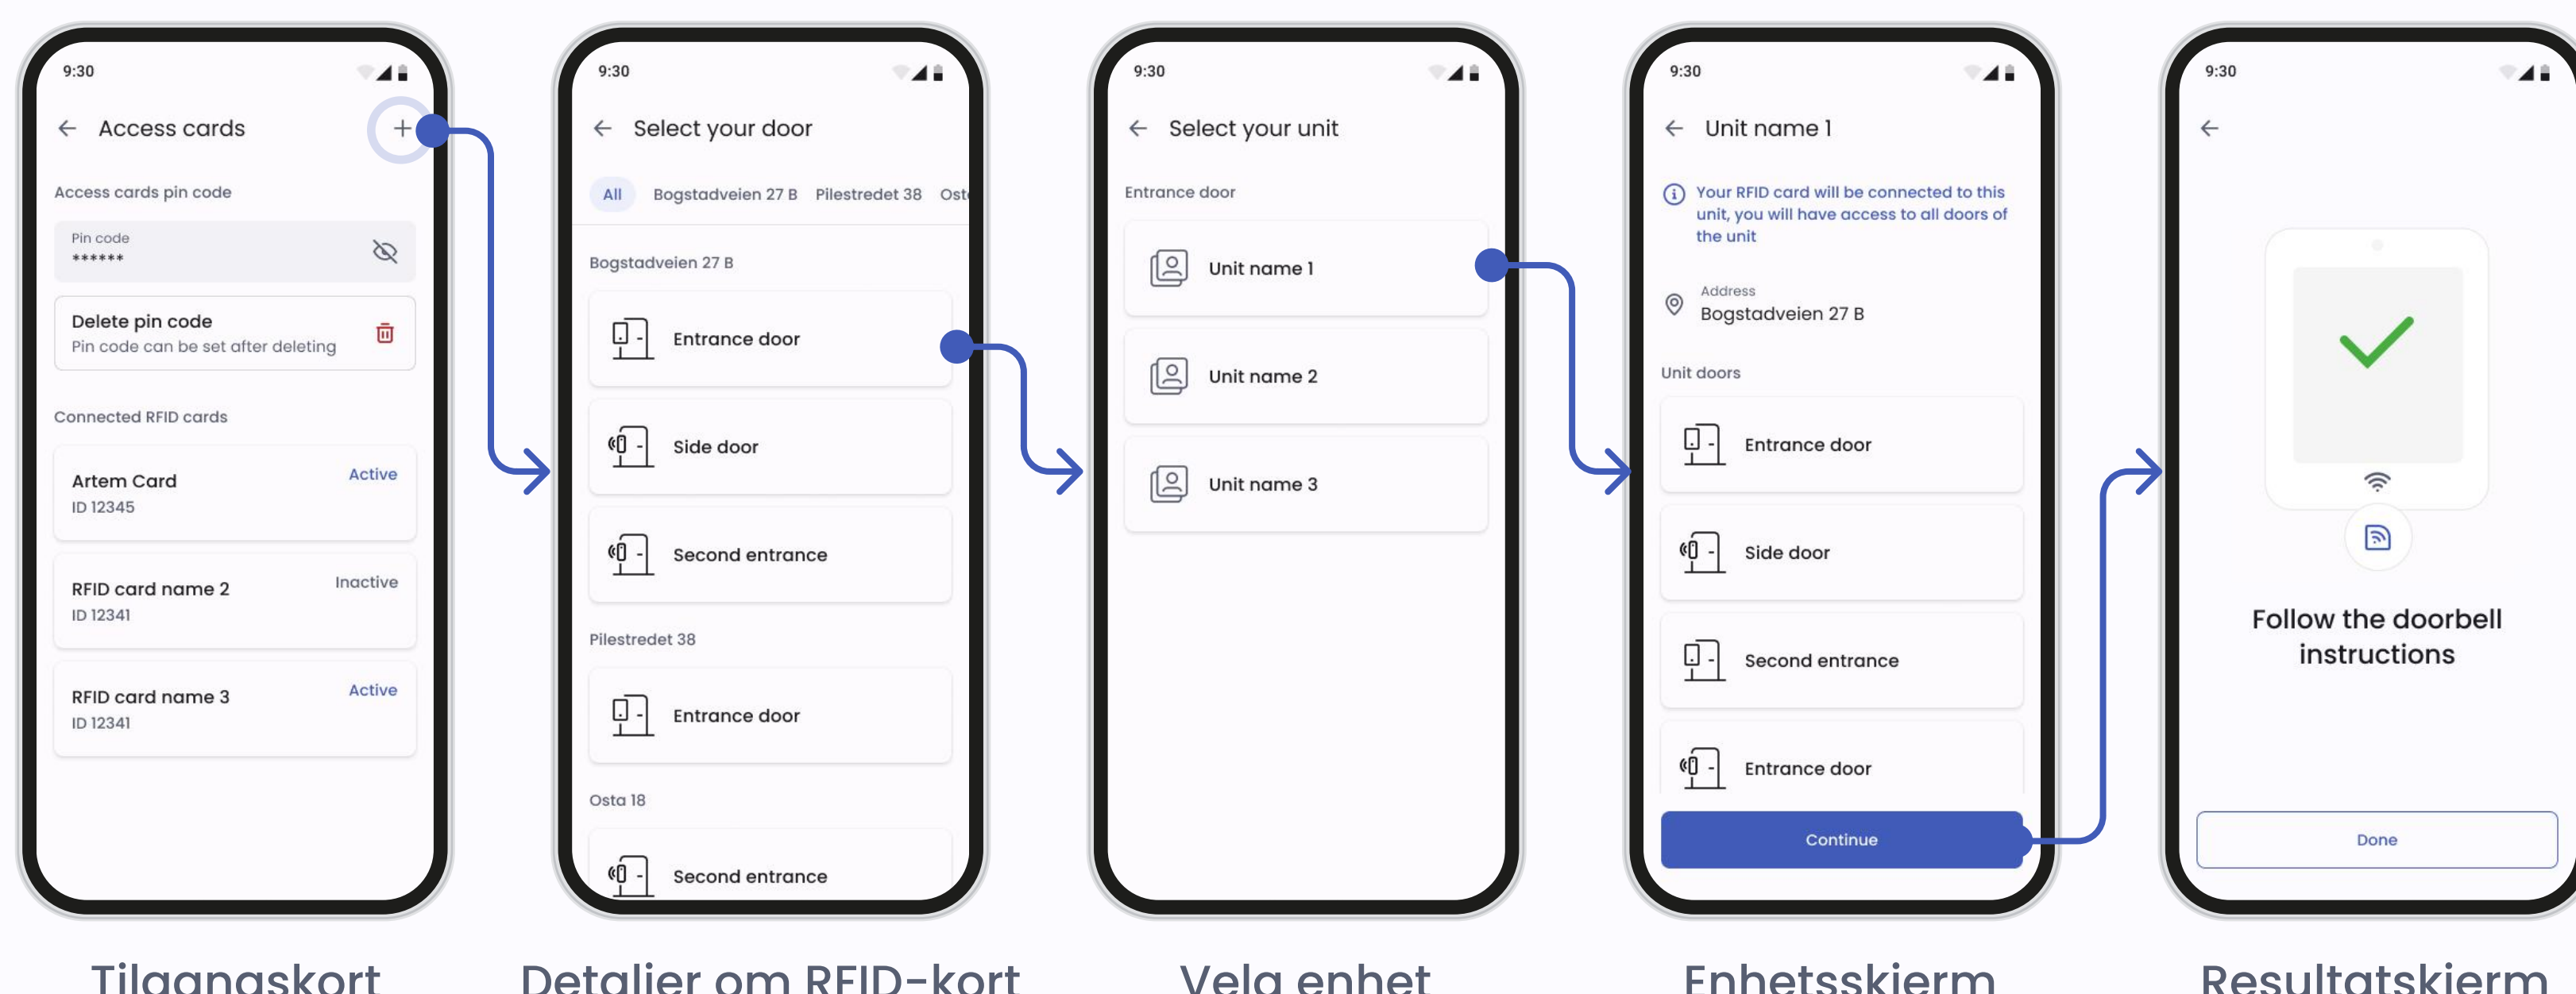 9:30
Access cards
Access cards pin code
Pin code
******
Delete pin code
Pin code can be set after deleting
Connected RFID cards
Artem Card
Active
ID 12345
RFID card name 2
Inactive
ID 12341
RFID card name 3
Active
ID 12341
Tilgangskort
9:30
Select your door
All Bogstadveien 27 B Pilestredet 38 Ost
Bogstadveien 27 B
Entrance door
Side door
Second entrance
Pilestredet 38
Entrance door
Osta 18
Second entrance
Detaljer om RFID-kort
9:30
Select your unit
Entrance door
Unit name 1
Unit name 2
Unit name 3
Velg enhet
9:30
Unit name 1
Your RFID card will be connected to this
unit, you will have access to all doors of
the unit
Address
Bogstadveien 27 B
Unit doors
Entrance door
Side door
Second entrance
Entrance door
Continue
Enhetsskjerm
9:30
Follow the doorbell
instructions
Done
Resultatskjerm